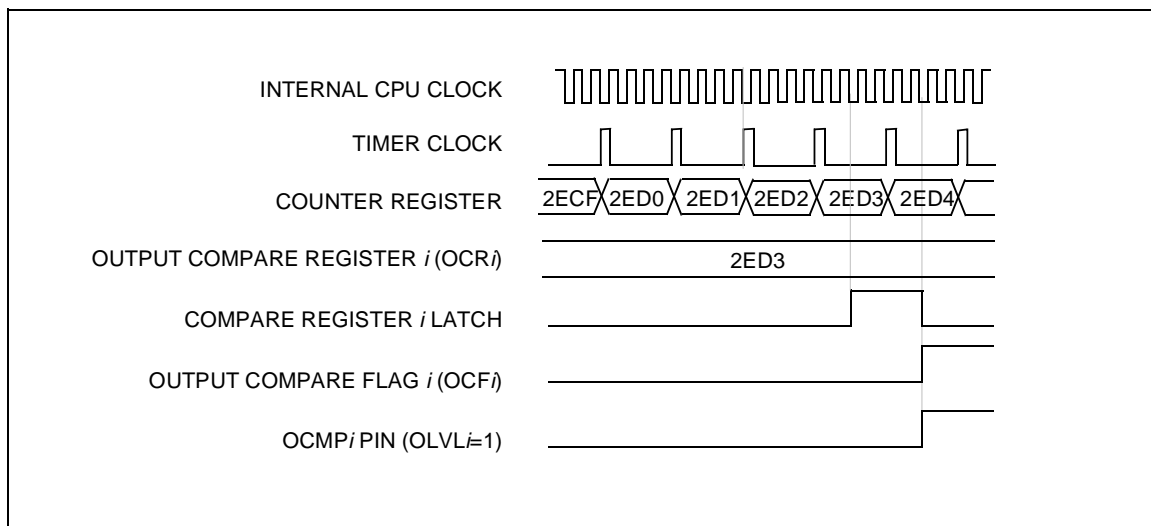 INTERNAL CPU CLOCK
TIMER CLOCK
COUNTER REGISTER 2ECF 2ED0 2ED1 2ED2 2ED3 2ED4
OUTPUT COMPARE REGISTER i (OCRi) 2ED3
COMPARE REGISTER i LATCH
OUTPUT COMPARE FLAG i (OCFi)
OCMPi PIN (OLVLi=1)